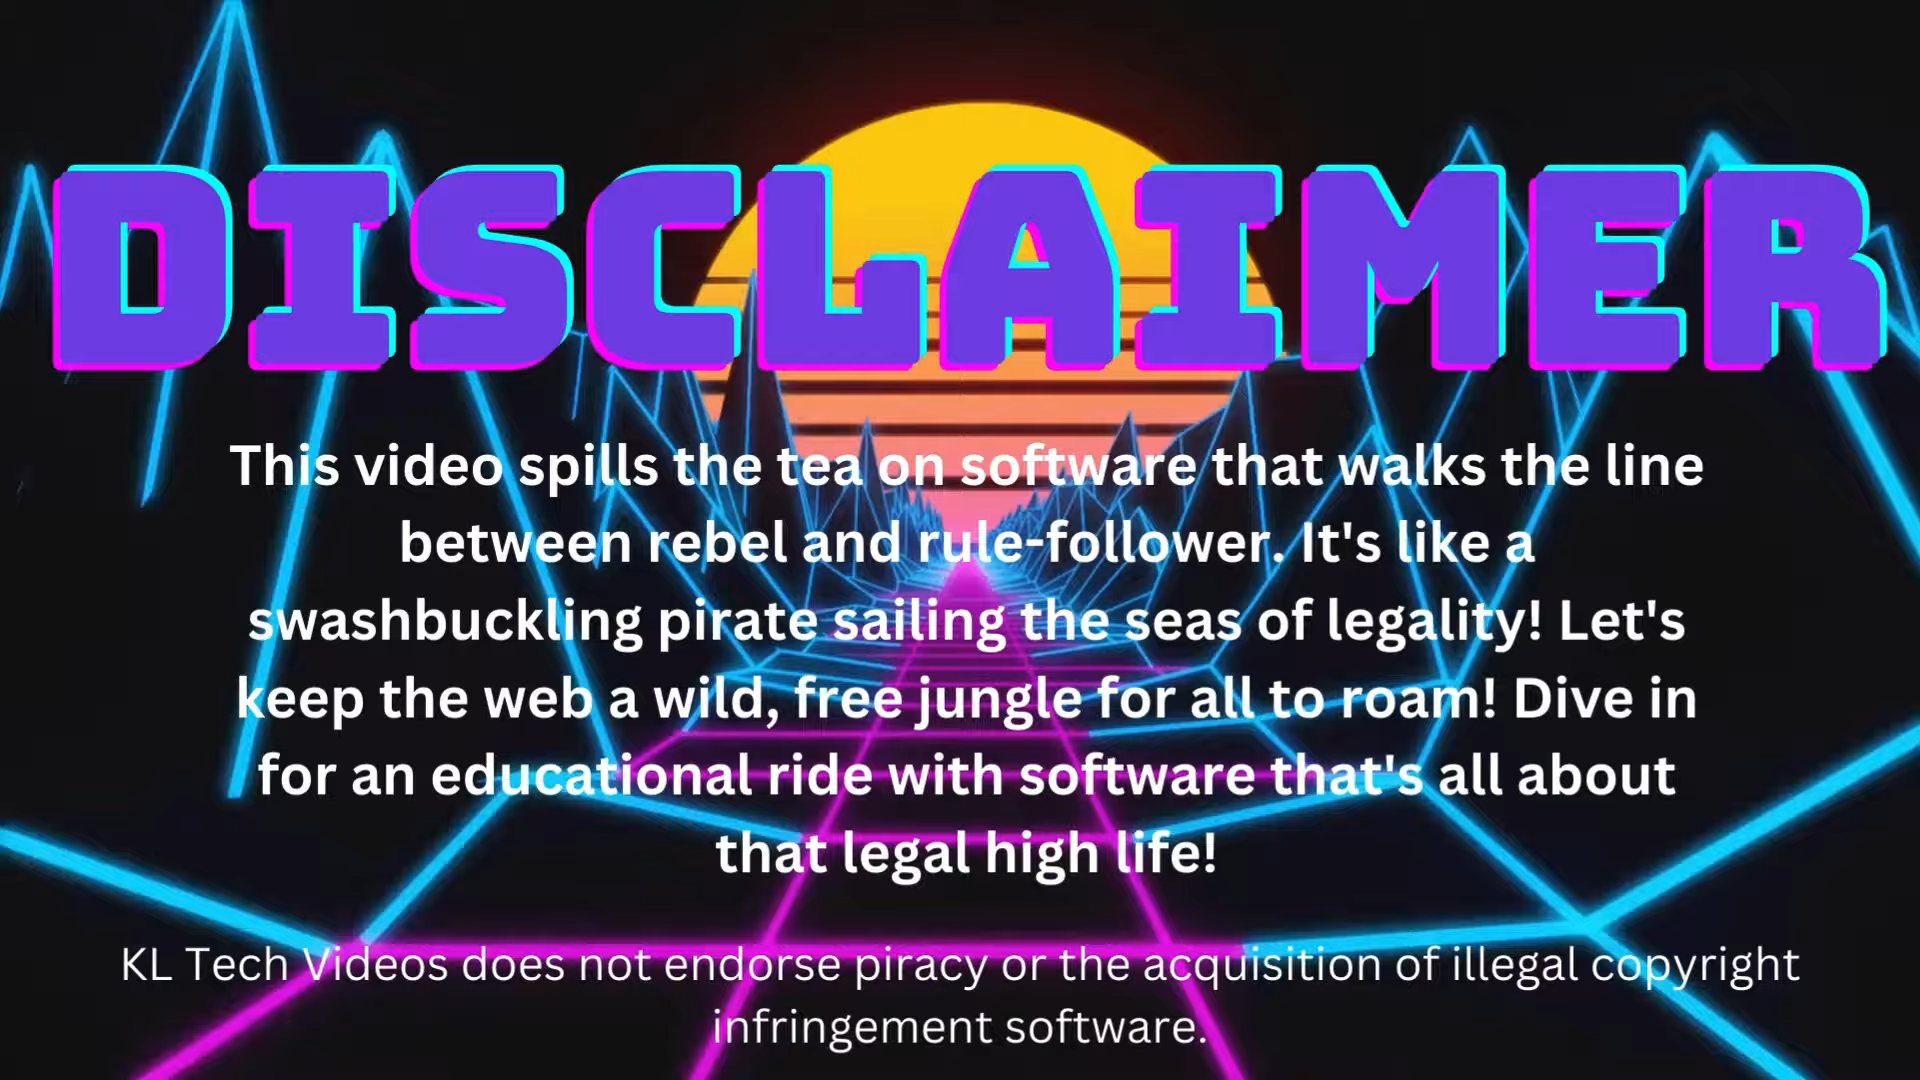 DISCLAIMER
This video spills the tea on software that walks the line
between rebel and rule-follower. It's like a
swashbuckling pirate sailing the seas of legality! Let's
keep the web a wild, free jungle for all to roam! Dive in
for an educational ride with software that's all about
that legal high life!
KL Tech Videos does not endorse piracy or the acquisition of illegal copyright
infringement software.